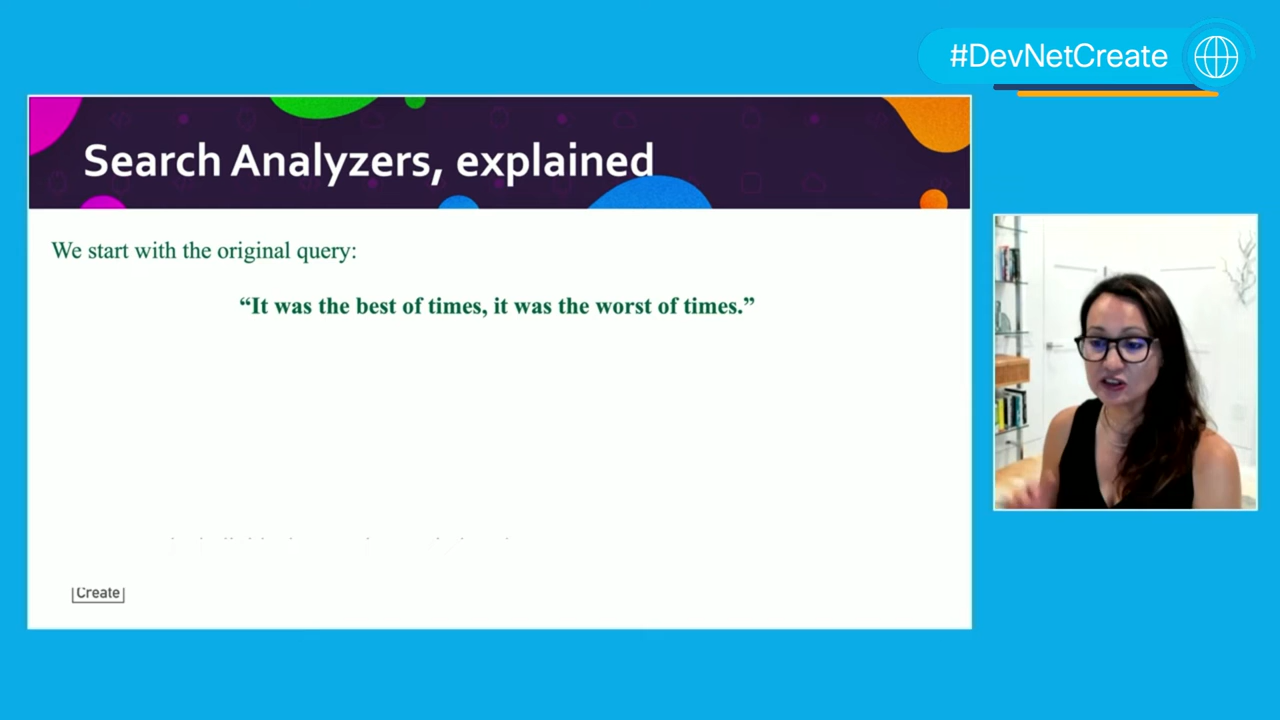 #DevNetCreate
Search Analyzers, explained
We start with the original query:
“It was the best of times, it was the worst of times.”
Create